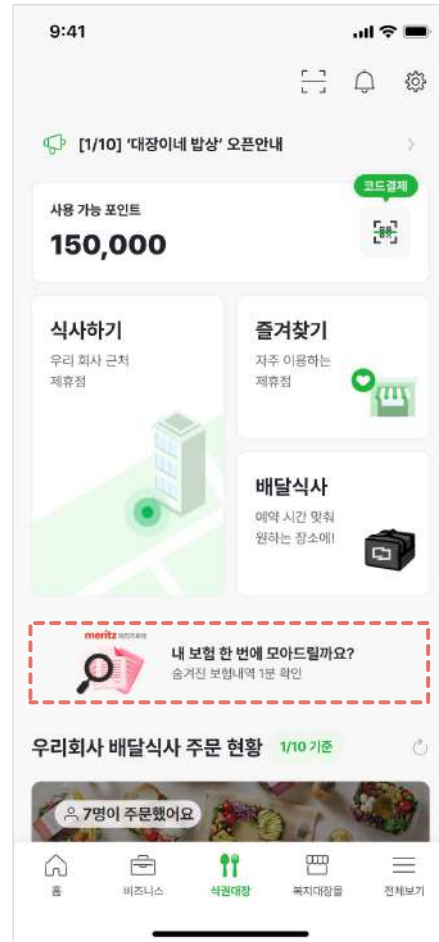 9:41
[1/10] ‘대장이네 밥상’ 오픈안내
코드결제
사용 가능 포인트
150,000
식사하기
우리 회사 근처
제휴점
즐겨찾기
자주 이용하는
제휴점
배달식사
예약 시간 맞춰
원하는 장소에!
meritz 메리츠화재
내 보험 한 번에 모아드릴까요?
숨겨진 보험내역 1분 확인
우리회사 배달식사 주문 현황 1/10 기준
7명이 주문했어요
홈
비즈니스
식권대장
복지대장몰
전체보기